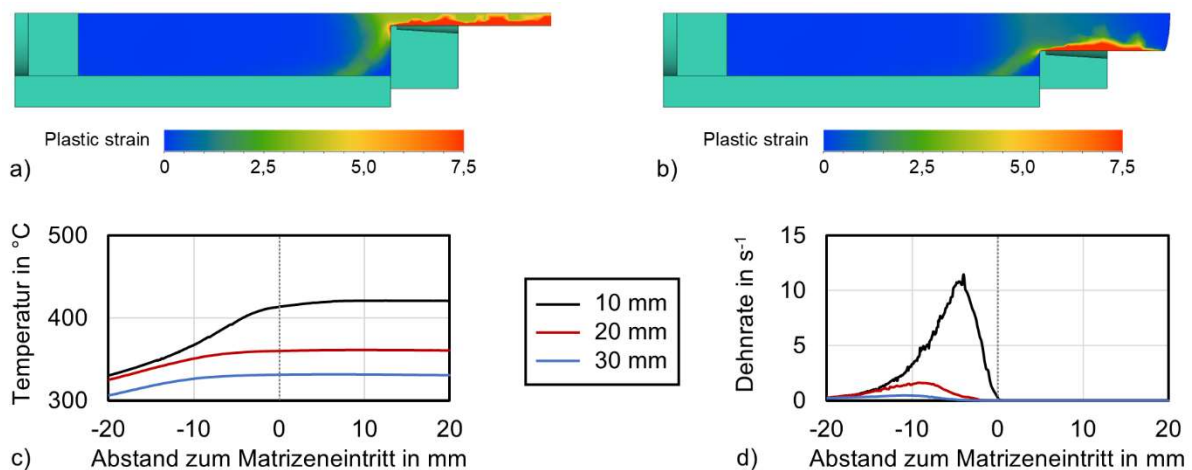 Plastic strain
0 2,5 5,0 7,5
a)
Plastic strain
0 2,5 5,0 7,5
b)
Temperatur in °C
500
400
300
-20 -10 0 10 20
c) Abstand zum Matrizeneintritt in mm
10 mm
20 mm
30 mm
Dehnrate in s⁻¹
15
10
5
0
-20 -10 0 10 20
d) Abstand zum Matrizeneintritt in mm